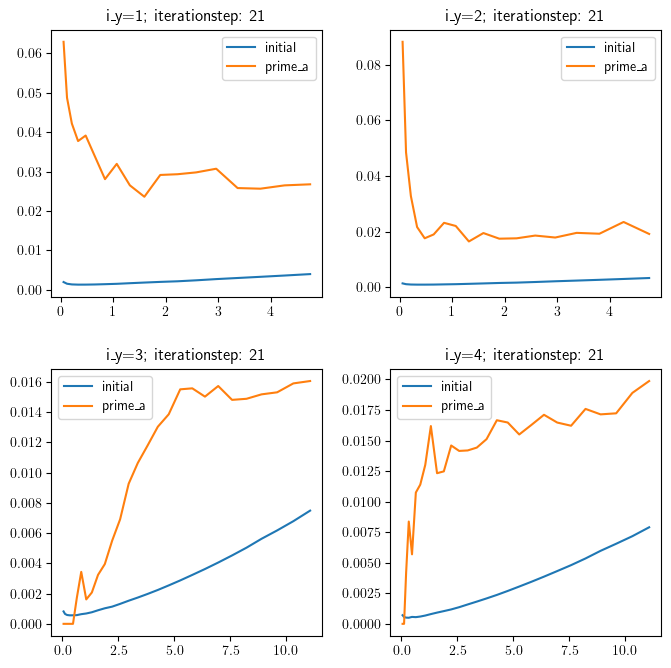 i_y=1; iterationstep: 21
initial
prime_a
0.06
0.05
0.04
0.03
0.02
0.01
0.00
0 1 2 3 4
i_y=2; iterationstep: 21
initial
prime_a
0.08
0.06
0.04
0.02
0.00
0 1 2 3 4
i_y=3; iterationstep: 21
initial
prime_a
0.016
0.014
0.012
0.010
0.008
0.006
0.004
0.002
0.000
0.0 2.5 5.0 7.5 10.0
i_y=4; iterationstep: 21
initial
prime_a
0.0200
0.0175
0.0150
0.0125
0.0100
0.0075
0.0050
0.0025
0.0000
0.0 2.5 5.0 7.5 10.0